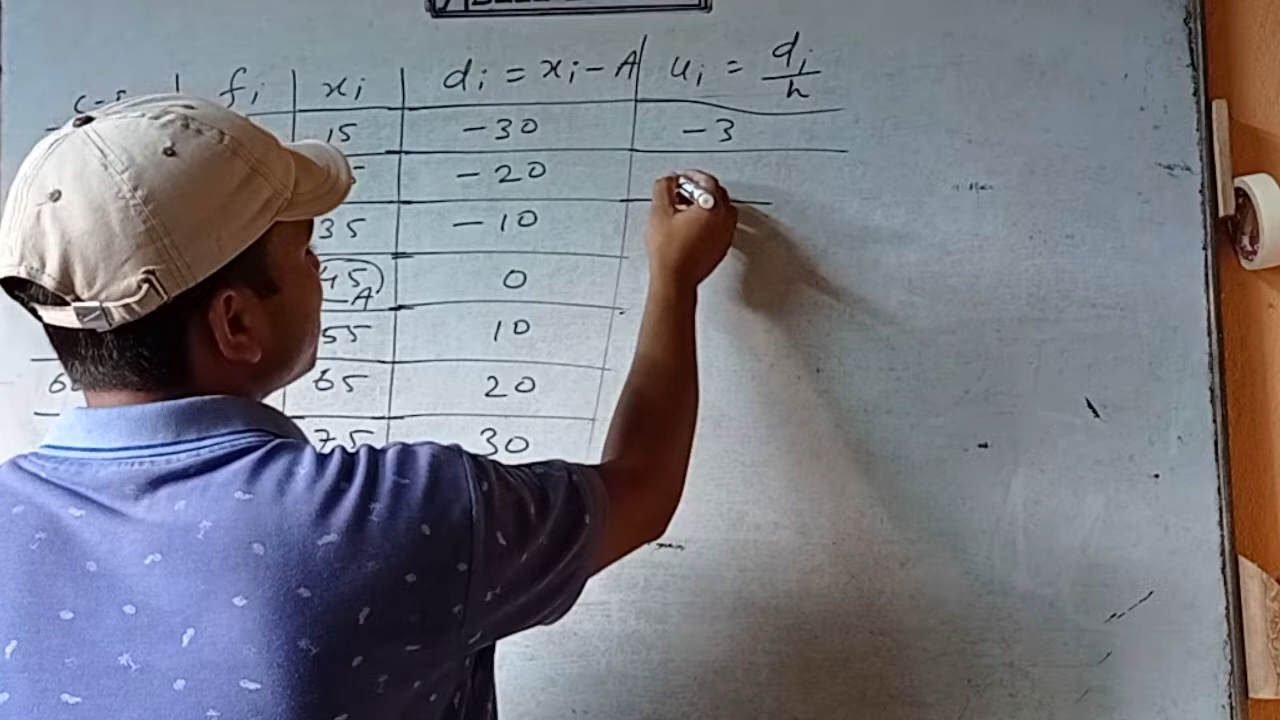 fi | xi | di = xi - A | ui = di/h
15 | -30 | -3
-20
35 | -10
45 | 0
A
55 | 10
65 | 20
75 | 30